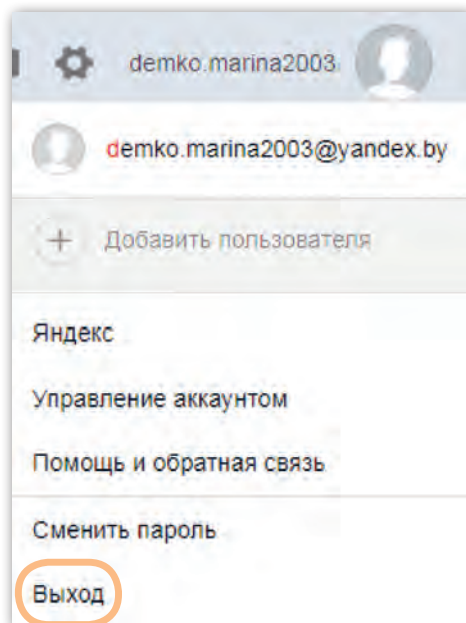 demko.marina2003
demko.marina2003@yandex.by
+ Добавить пользователя
Яндекс
Управление аккаунтом
Помощь и обратная связь
Сменить пароль
Выход